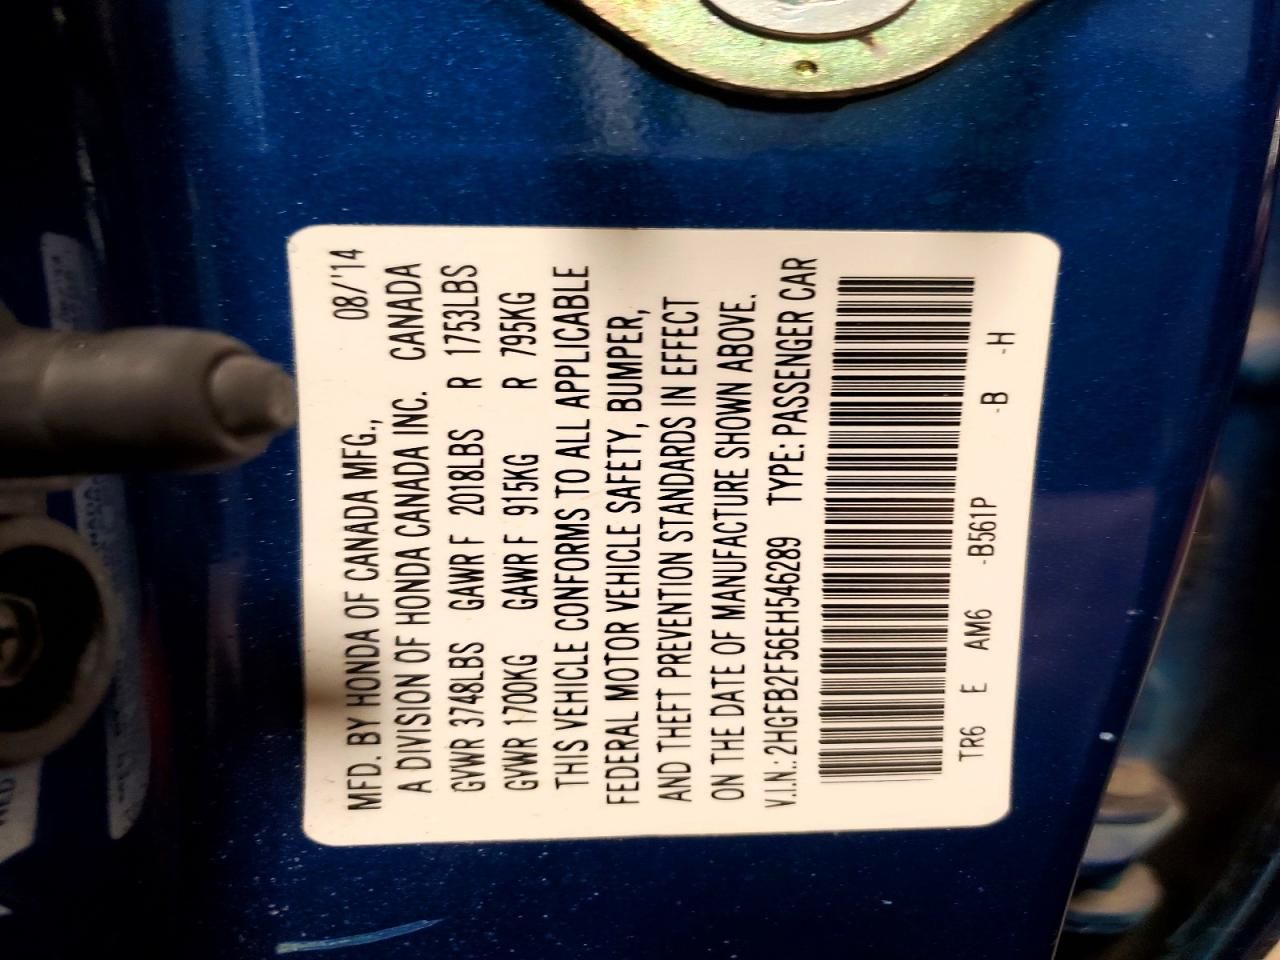 MFD. BY HONDA OF CANADA MFG., 08/'14
A DIVISION OF HONDA CANADA INC. CANADA
GVWR 3748LBS GAWR F 2018LBS R 1753LBS
GVWR 1700KG GAWR F 915KG R 795KG
THIS VEHICLE CONFORMS TO ALL APPLICABLE
FEDERAL MOTOR VEHICLE SAFETY, BUMPER,
AND THEFT PREVENTION STANDARDS IN EFFECT
ON THE DATE OF MANUFACTURE SHOWN ABOVE.
V.I.N.: 2HGFB2F56EH546289 TYPE: PASSENGER CAR
TR6 E AM6 -B561P -B -H